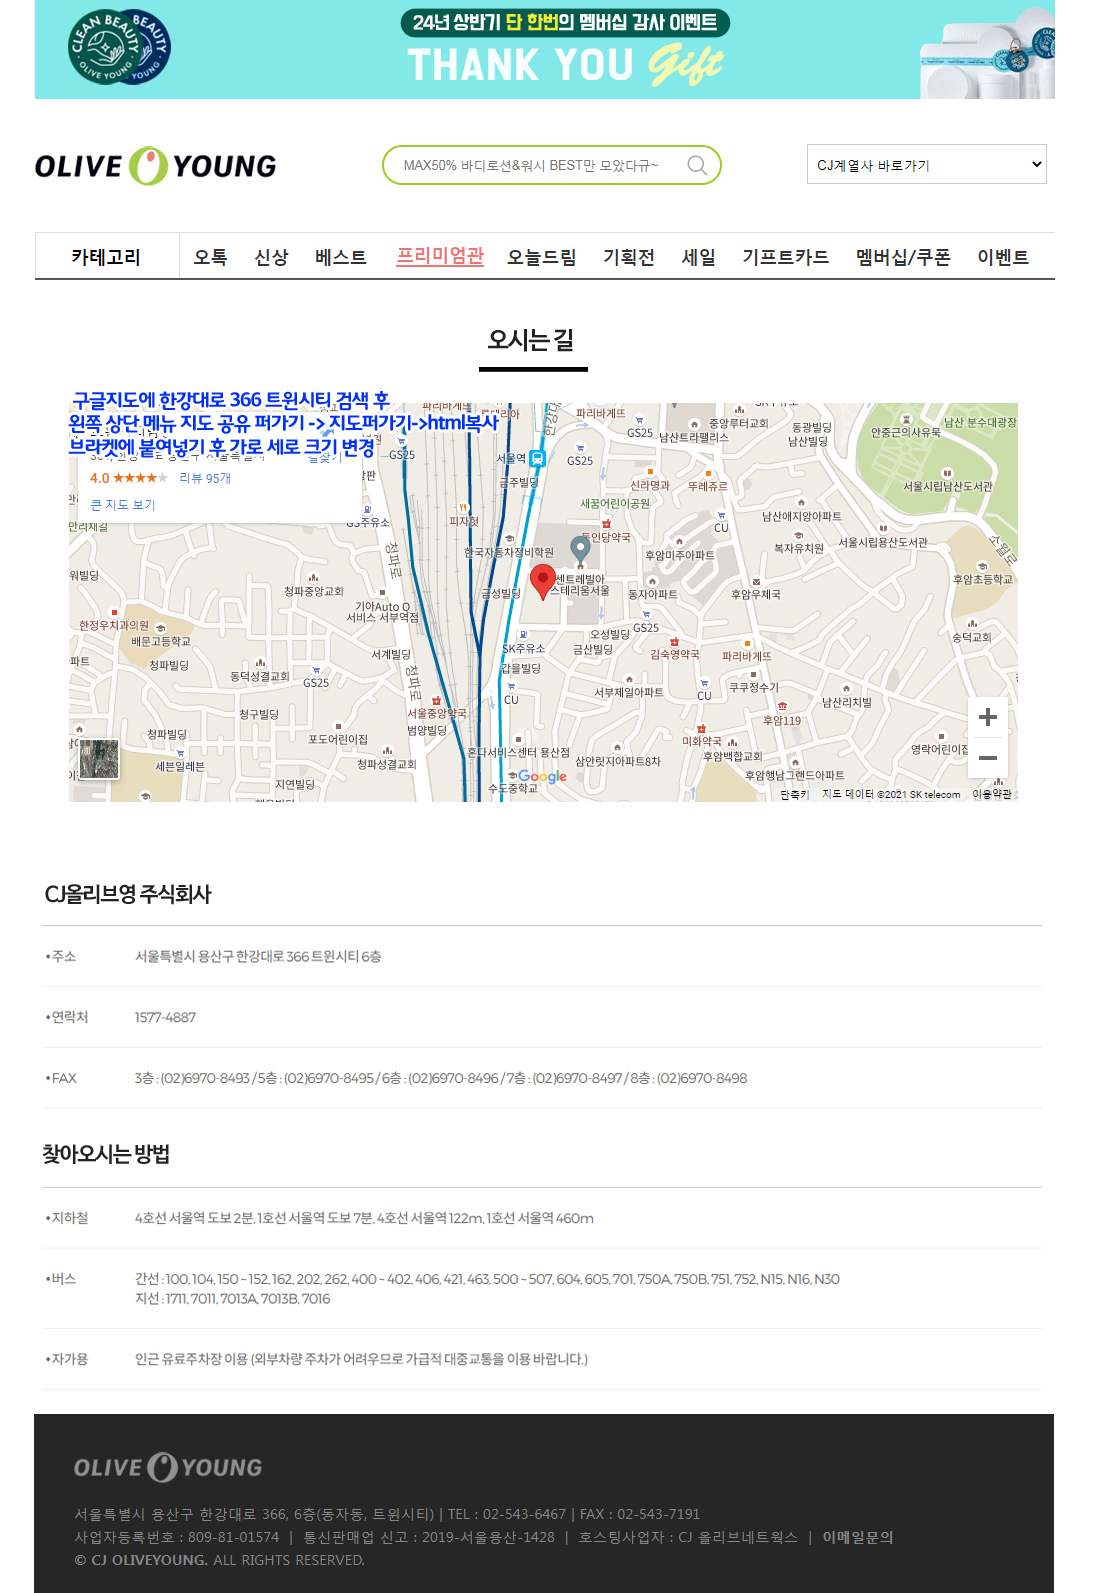 CLEAN BEAUTY
OLIVE YOUNG
BEAUTY
YOUNG
24년 상반기 단 한번의 멤버십 감사 이벤트
THANK YOU Gift
OLIVE YOUNG
MAX50% 바디로션&워시 BEST만 모았다규~
CJ계열사 바로가기
카테고리 오톡 신상 베스트 프리미엄관 오늘드림 기획전 세일 기프트카드 멤버십/쿠폰 이벤트
오시는 길
구글지도에 한강대로 366 트윈시티 검색 후
왼쪽 상단 메뉴 지도 공유 퍼가기 -> 지도퍼가기->html복사
브라켓에 붙여넣기 후 가로 세로 크기 변경
4.0 리뷰 95개
큰 지도 보기
파리바게뜨
파리바게뜨
중앙루터교회
GS25
남산트라팰리스
동광빌딩
남산빌딩
안중근의사유묵
남산 분수대광장
GS25
서울역
GS25
금주빌딩
신라명과
뚜레쥬르
서울시립남산도서관
새꿈어린이공원
GS주유소
피자헛
CU
남산애지앙아파트
만리재길
청파로
한국자동차정비학원
동인당약국
후암미주아파트
복자유치원
서울시립용산도서관
소월로
워빌딩
청파중앙교회
금성빌딩
센트레빌아
스테리움서울
동자아파트
후암우체국
후암초등학교
기아Auto Q
서비스 서부역점
한정우치과의원
배문고등학교
오성빌딩
GS25
숭덕교회
파트
청파빌딩
서계빌딩
SK주유소
금산빌딩
김숙영약국
파리바게뜨
동덕성결교회
GS25
청파로
갑을빌딩
CU
서부제일아파트
CU
쿠쿠정수기
남산리치빌
청구빌딩
서울중앙약국
범양빌딩
후암119
청파빌딩
포도어린이집
미화약국
세븐일레븐
청파성결교회
혼다서비스센터 용산점
삼안릿지아파트8차
후암백합교회
영락어린이집
지연빌딩
Google
수도중학교
후암행남그랜드아파트
단축키 지도 데이터 ©2021 SK telecom 이용약관
CJ올리브영 주식회사
•주소 서울특별시 용산구 한강대로 366 트윈시티 6층
•연락처 1577-4887
•FAX 3층 : (02)6970-8493 / 5층 : (02)6970-8495 / 6층 : (02)6970-8496 / 7층 : (02)6970-8497 / 8층 : (02)6970-8498
찾아오시는 방법
•지하철 4호선 서울역 도보 2분, 1호선 서울역 도보 7분, 4호선 서울역 122m, 1호선 서울역 460m
•버스 간선 : 100, 104, 150 ~ 152, 162, 202, 262, 400 ~ 402, 406, 421, 463, 500 ~ 507, 604, 605, 701, 750A, 750B, 751, 752, N15, N16, N30
지선 : 1711, 7011, 7013A, 7013B, 7016
•자가용 인근 유료주차장 이용 (외부차량 주차가 어려우므로 가급적 대중교통을 이용 바랍니다.)
OLIVE YOUNG
서울특별시 용산구 한강대로 366, 6층(동자동, 트윈시티) | TEL : 02-543-6467 | FAX : 02-543-7191
사업자등록번호 : 809-81-01574 | 통신판매업 신고 : 2019-서울용산-1428 | 호스팅사업자 : CJ 올리브네트웍스 | 이메일문의
© CJ OLIVEYOUNG. ALL RIGHTS RESERVED.